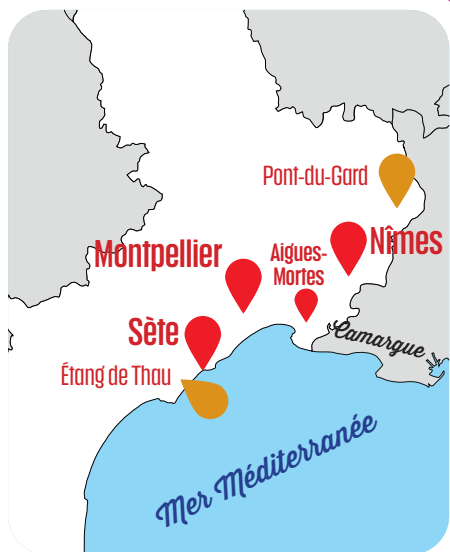 Pont-du-Gard
Nîmes
Montpellier
Aigues-
Mortes
Camargue
Sète
Étang de Thau
Mer Méditerranée